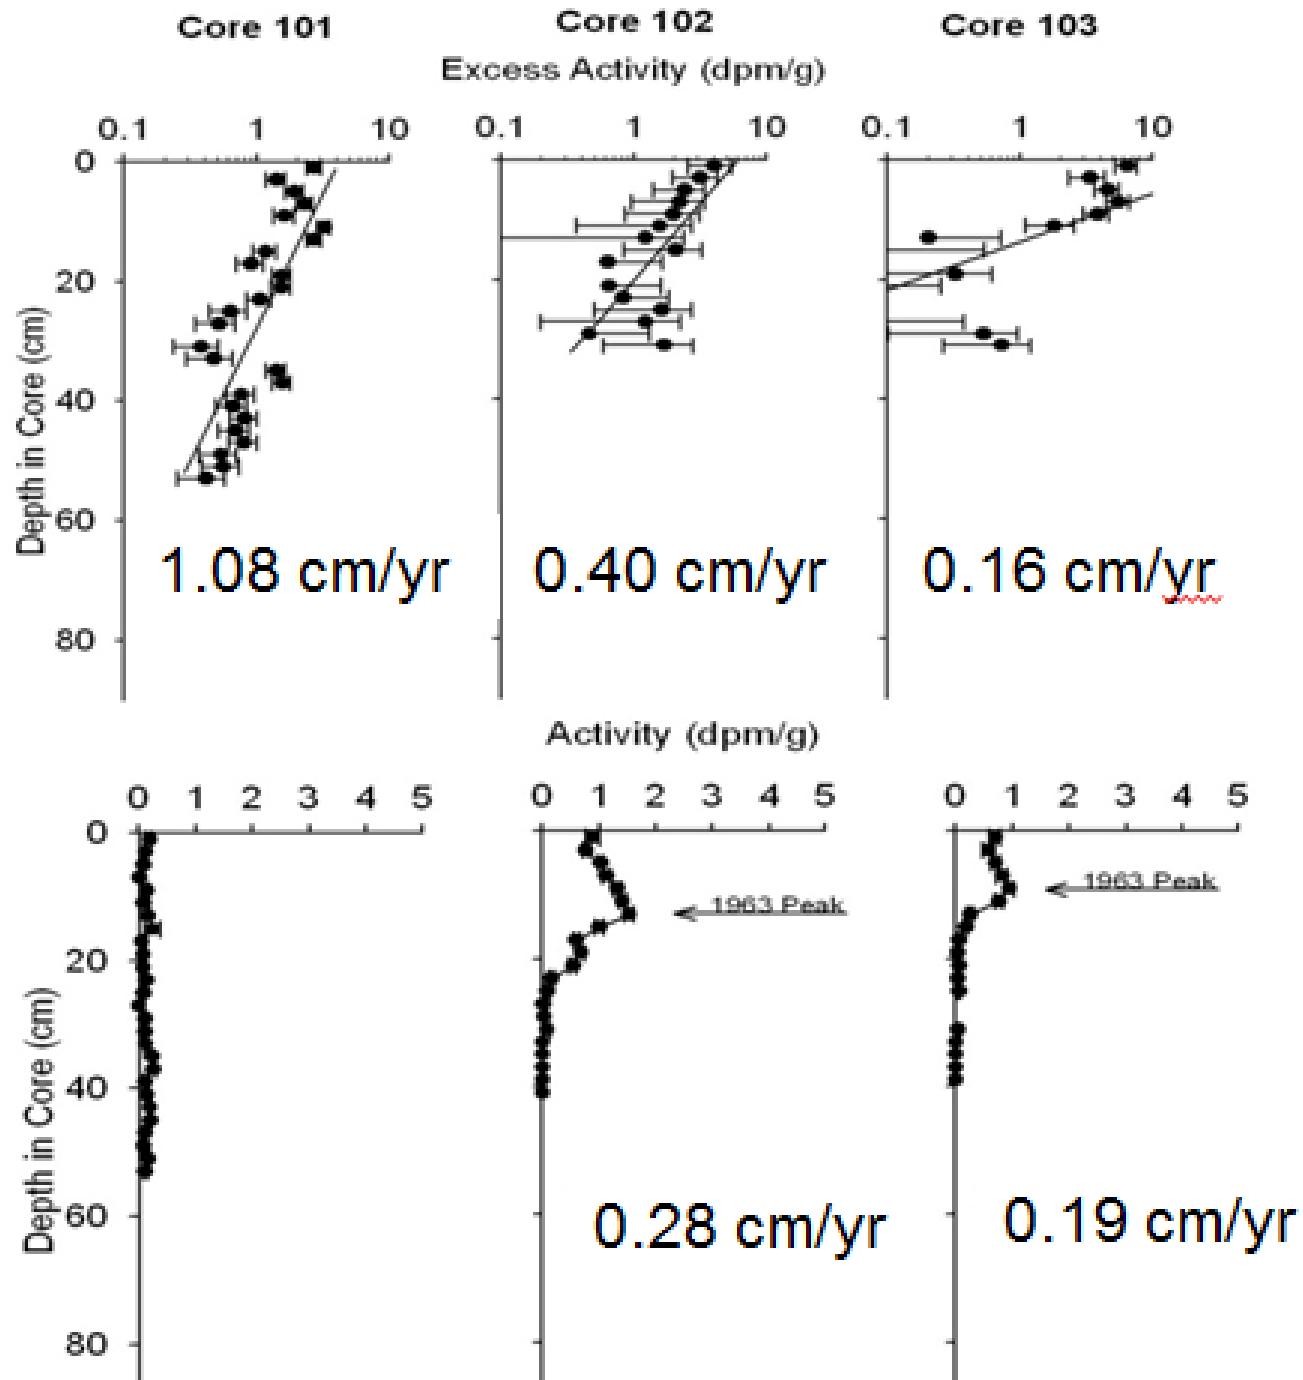 Core 101 Core 102 Core 103
Excess Activity (dpm/g)
0.1 1 10 0.1 1 10 0.1 1 10
0
20
40
60
80
Depth in Core (cm)
1.08 cm/yr 0.40 cm/yr 0.16 cm/yr
Activity (dpm/g)
0 1 2 3 4 5 0 1 2 3 4 5 0 1 2 3 4 5
0
1963 Peak
1963 Peak
20
40
60
80
Depth in Core (cm)
0.28 cm/yr 0.19 cm/yr